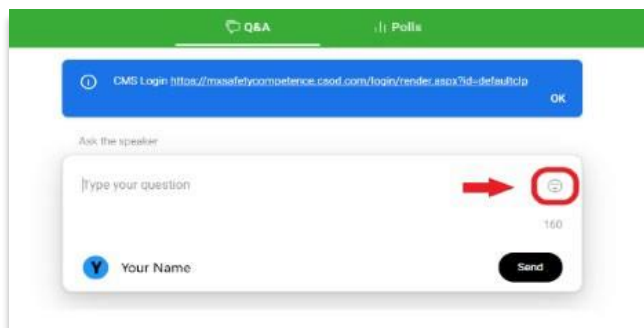 Q&A
Polls
CMS Login https://mxsafetycompetence.csod.com/login/render.aspx?id=defaultclp
OK
Ask the speaker
Type your question
160
Y
Your Name
Send